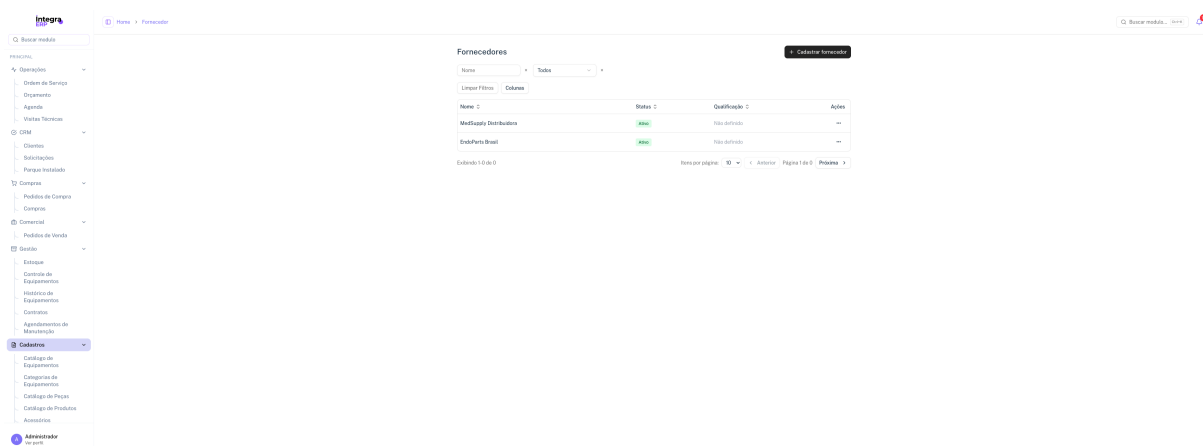 Integra
ERP
Buscar modulo
PRINCIPAL
Operações
Ordem de Serviço
Orçamento
Agenda
Visitas Técnicas
CRM
Clientes
Solicitações
Parque Instalado
Compras
Pedidos de Compra
Compras
Comercial
Pedidos de Venda
Gestão
Estoque
Controle de
Equipamentos
Histórico de
Equipamentos
Contratos
Agendamentos de
Manutenção
Cadastros
Catálogo de
Equipamentos
Categorias de
Equipamentos
Catálogo de Peças
Catálogo de Produtos
Acessórios
A
Administrador
Ver perfil
Home > Fornecedor
Buscar modulo...
Fornecedores
+ Cadastrar fornecedor
Nome
Todos
Limpar Filtros Colunas
Nome Status Qualificação Ações
MedSupply Distribuidora Ativo Não definido ...
EndoParts Brasil Ativo Não definido ...
Exibindo 1-0 de 0 Itens por página: 10 < Anterior Página 1 de 0 Próxima >